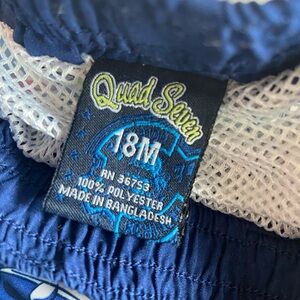 Quad Seven
18M
RN 36753
100% POLYESTER
MADE IN BANGLADESH